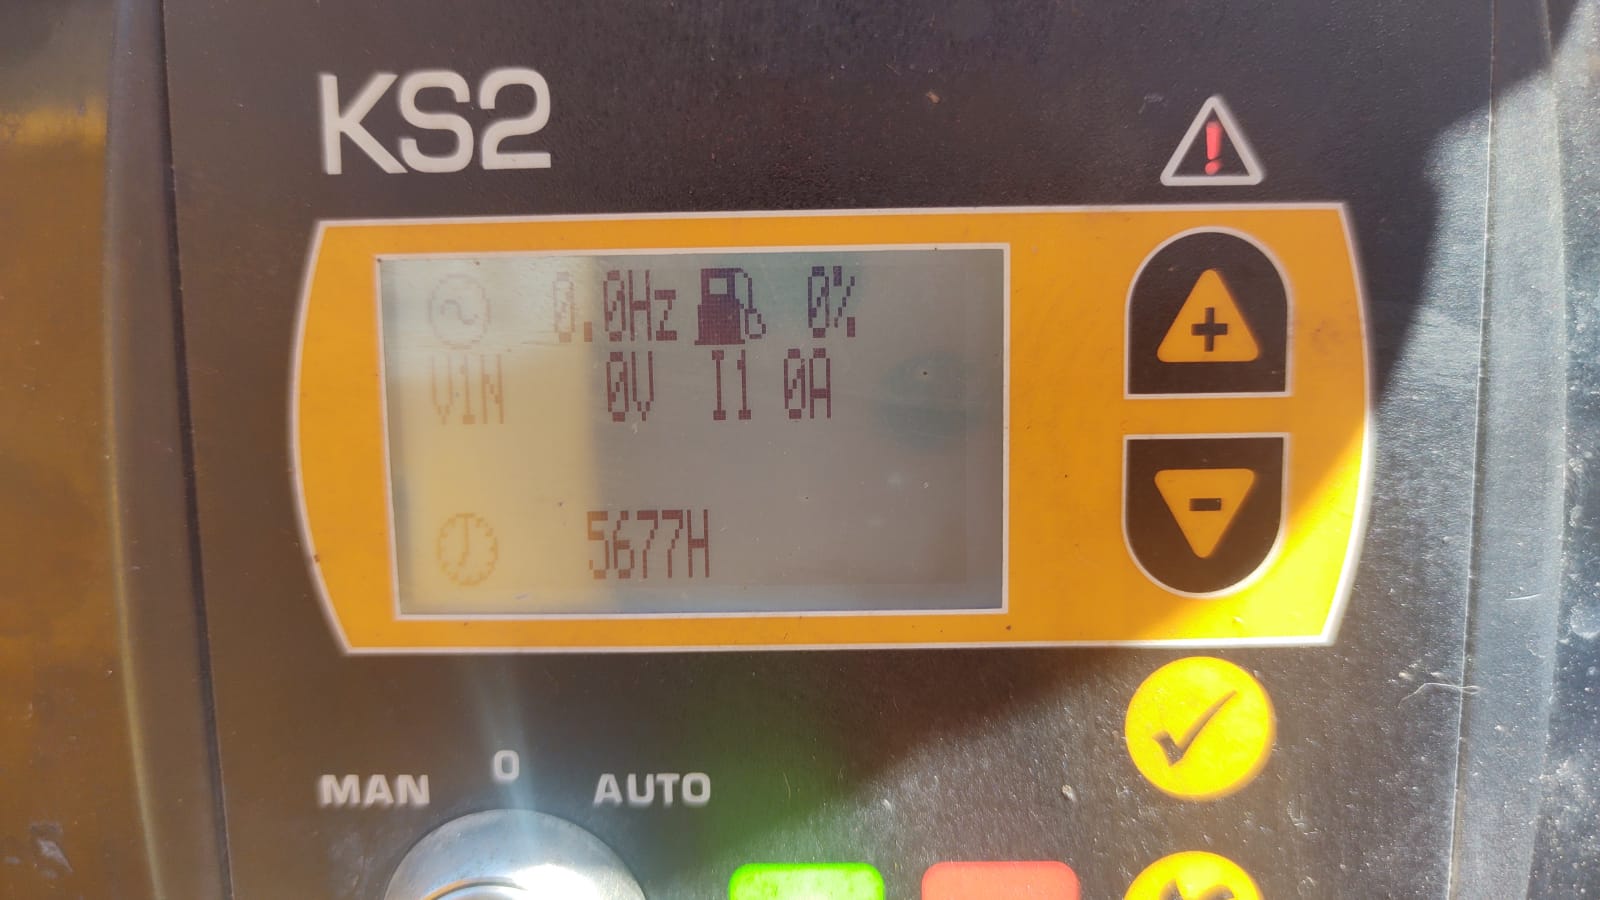 KS2
0.0Hz 0%
V1N 0V I1 0A
5677H
MAN 0 AUTO